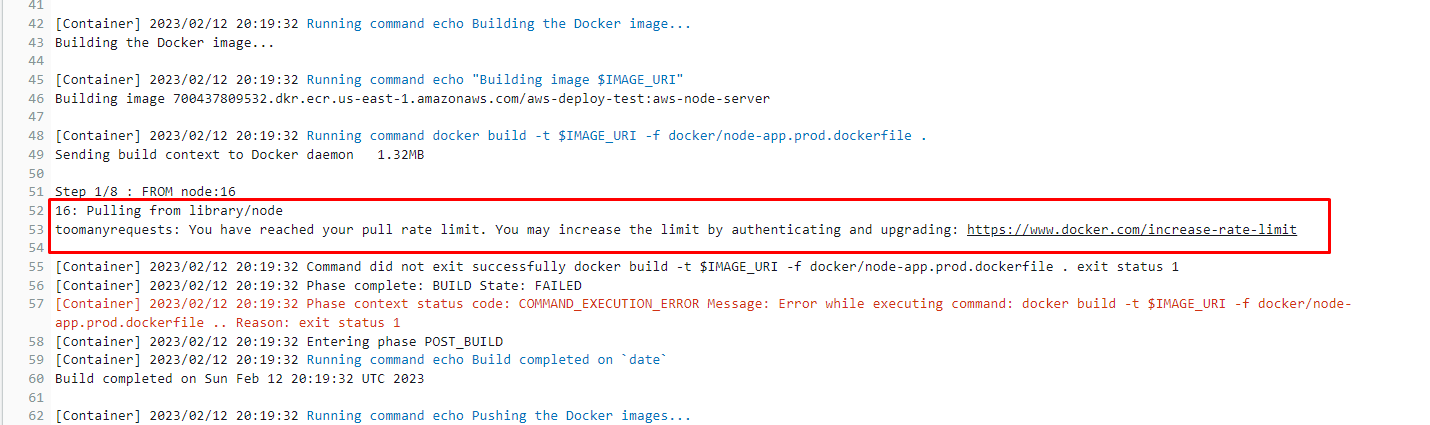 41
42 [Container] 2023/02/12 20:19:32 Running command echo Building the Docker image...
43 Building the Docker image...
44
45 [Container] 2023/02/12 20:19:32 Running command echo "Building image $IMAGE_URI"
46 Building image 700437809532.dkr.ecr.us-east-1.amazonaws.com/aws-deploy-test:aws-node-server
47
48 [Container] 2023/02/12 20:19:32 Running command docker build -t $IMAGE_URI -f docker/node-app.prod.dockerfile .
49 Sending build context to Docker daemon   1.32MB
50
51 Step 1/8 : FROM node:16
52 16: Pulling from library/node
53 toomanyrequests: You have reached your pull rate limit. You may increase the limit by authenticating and upgrading: https://www.docker.com/increase-rate-limit
54
55 [Container] 2023/02/12 20:19:32 Command did not exit successfully docker build -t $IMAGE_URI -f docker/node-app.prod.dockerfile . exit status 1
56 [Container] 2023/02/12 20:19:32 Phase complete: BUILD State: FAILED
57 [Container] 2023/02/12 20:19:32 Phase context status code: COMMAND_EXECUTION_ERROR Message: Error while executing command: docker build -t $IMAGE_URI -f docker/node-
app.prod.dockerfile .. Reason: exit status 1
58 [Container] 2023/02/12 20:19:32 Entering phase POST_BUILD
59 [Container] 2023/02/12 20:19:32 Running command echo Build completed on `date`
60 Build completed on Sun Feb 12 20:19:32 UTC 2023
61
62 [Container] 2023/02/12 20:19:32 Running command echo Pushing the Docker images...